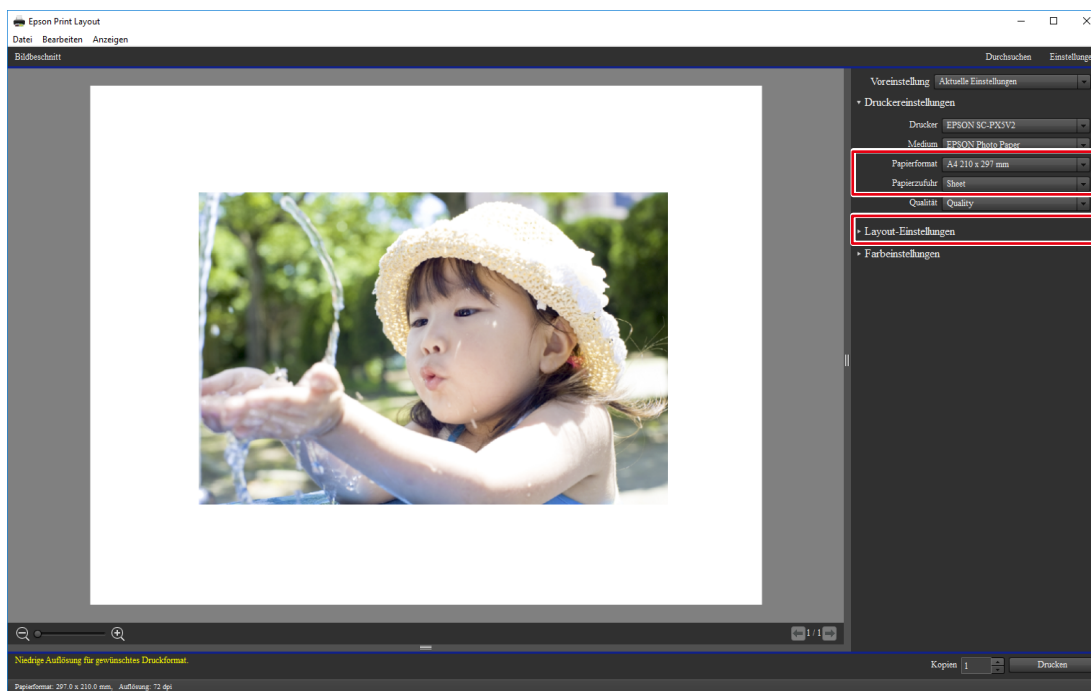 Epson Print Layout
Datei Bearbeiten Anzeigen
Bildbeschnitt Durchsuchen Einstellunge
Voreinstellung Aktuelle Einstellungen
Druckereinstellungen
Drucker EPSON SC-PX5V2
Medium EPSON Photo Paper
Papierformat A4 210 x 297 mm
Papierzufuhr Sheet
Qualität Quality
Layout-Einstellungen
Farbeinstellungen
1 / 1
Niedrige Auflösung für gewünschtes Druckformat.
Kopien 1 Drucken
Papierformat: 297.0 x 210.0 mm, Auflösung: 72 dpi